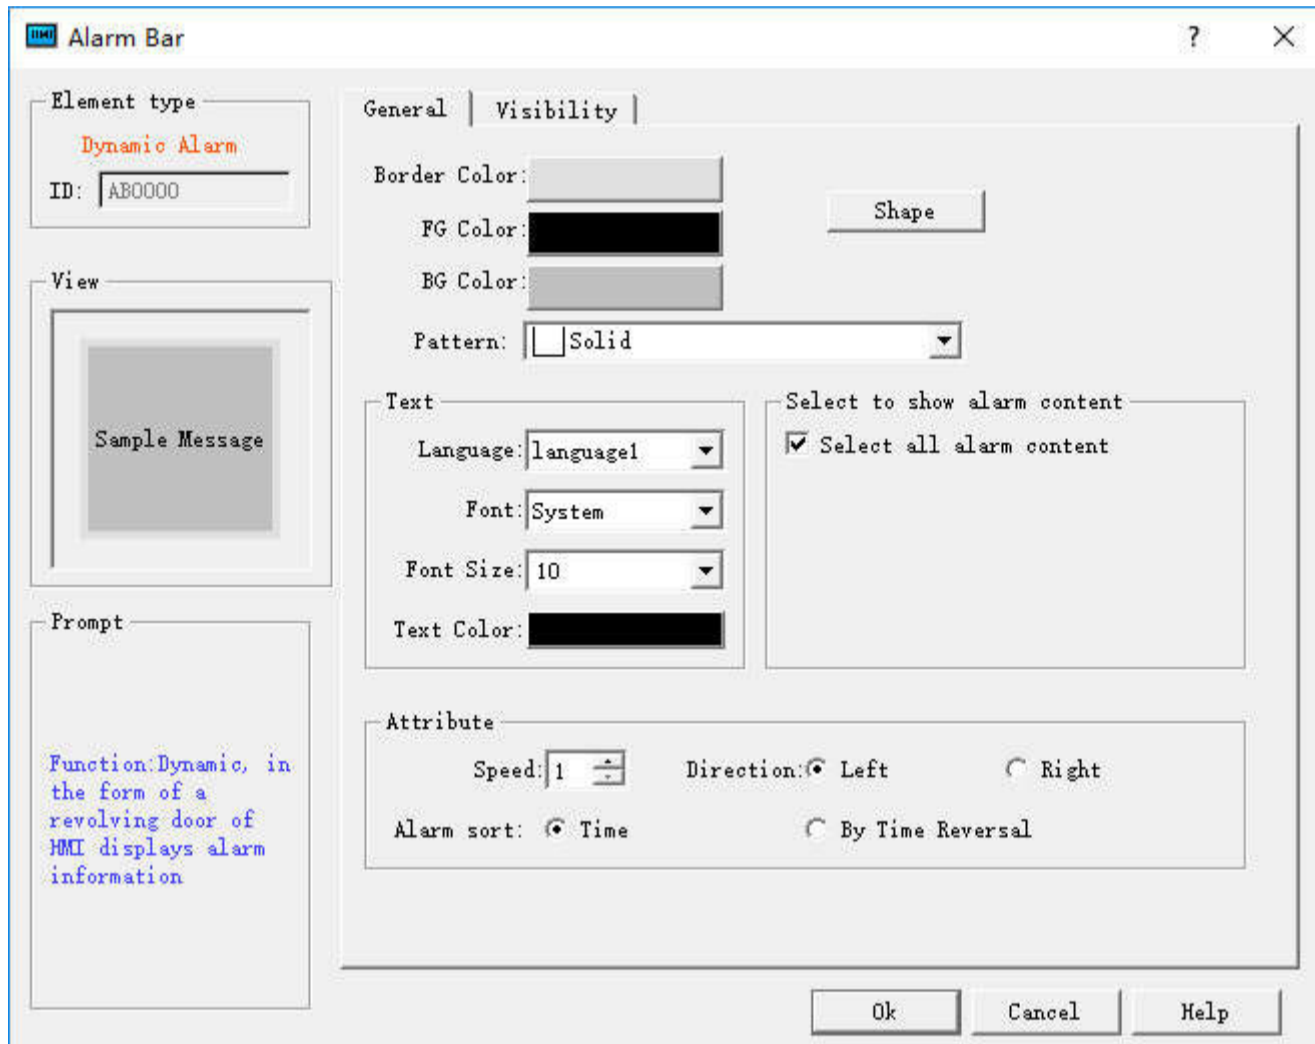 Alarm Bar
Element type
Dynamic Alarm
ID: AB0000
View
Sample Message
Prompt
Function:Dynamic, in
the form of a
revolving door of
HMI displays alarm
information
General
Visibility
Border Color:
FG Color:
BG Color:
Shape
Pattern: Solid
Text
Language: language1
Font: System
Font Size: 10
Text Color:
Select to show alarm content
Select all alarm content
Attribute
Speed: 1 Direction: Left Right
Alarm sort: Time By Time Reversal
Ok Cancel Help